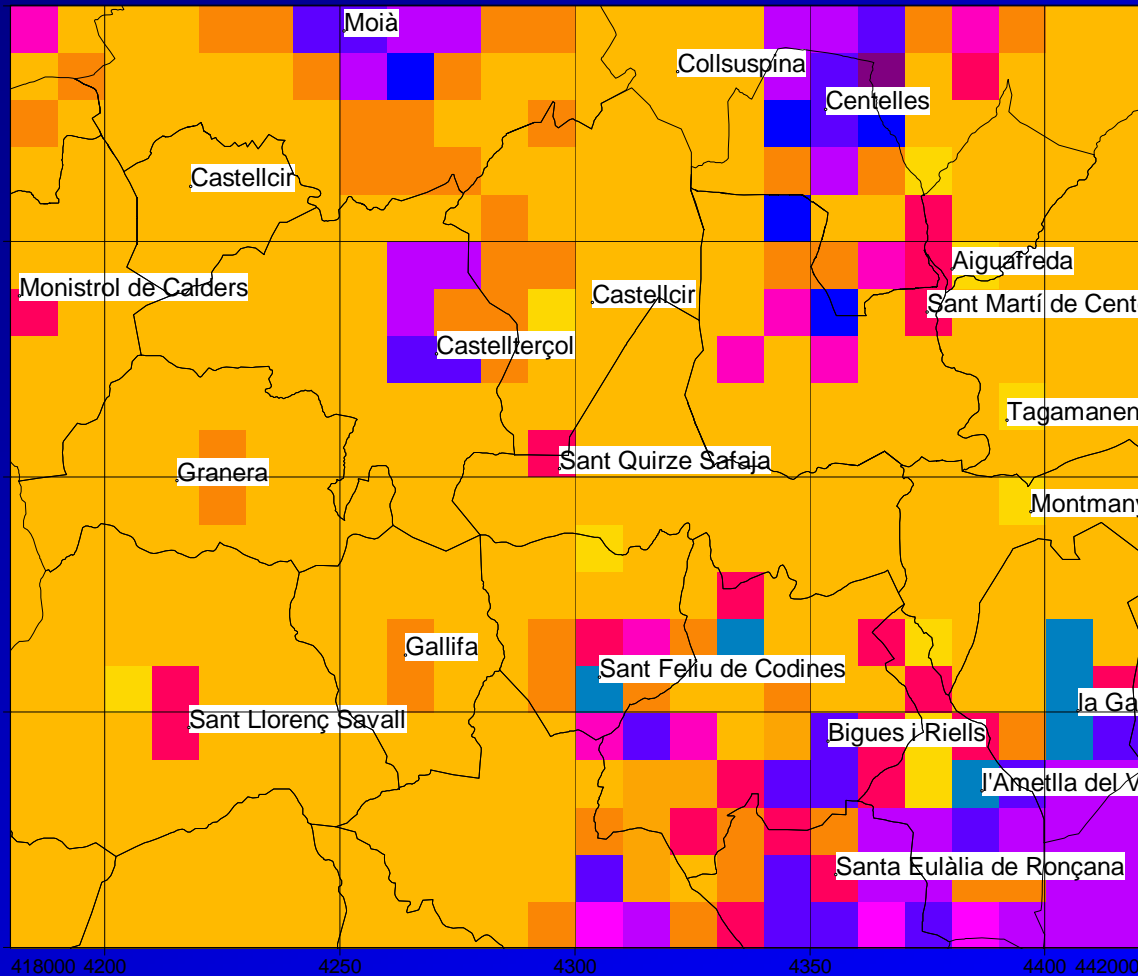 Moià
Collsuspina
Centelles
Castellcir
Aiguafreda
Monistrol de Calders
Castellcir
Sant Martí de Cent
Castellterçol
Tagamanen
Sant Quirze Safaja
Granera
Montmany
Gallifa
Sant Feliu de Codines
la Ga
Sant Llorenç Savall
Bigues i Riells
l'Ametlla del V
Santa Eulàlia de Ronçana
418000 4200 4250 4300 4350 4400 442000